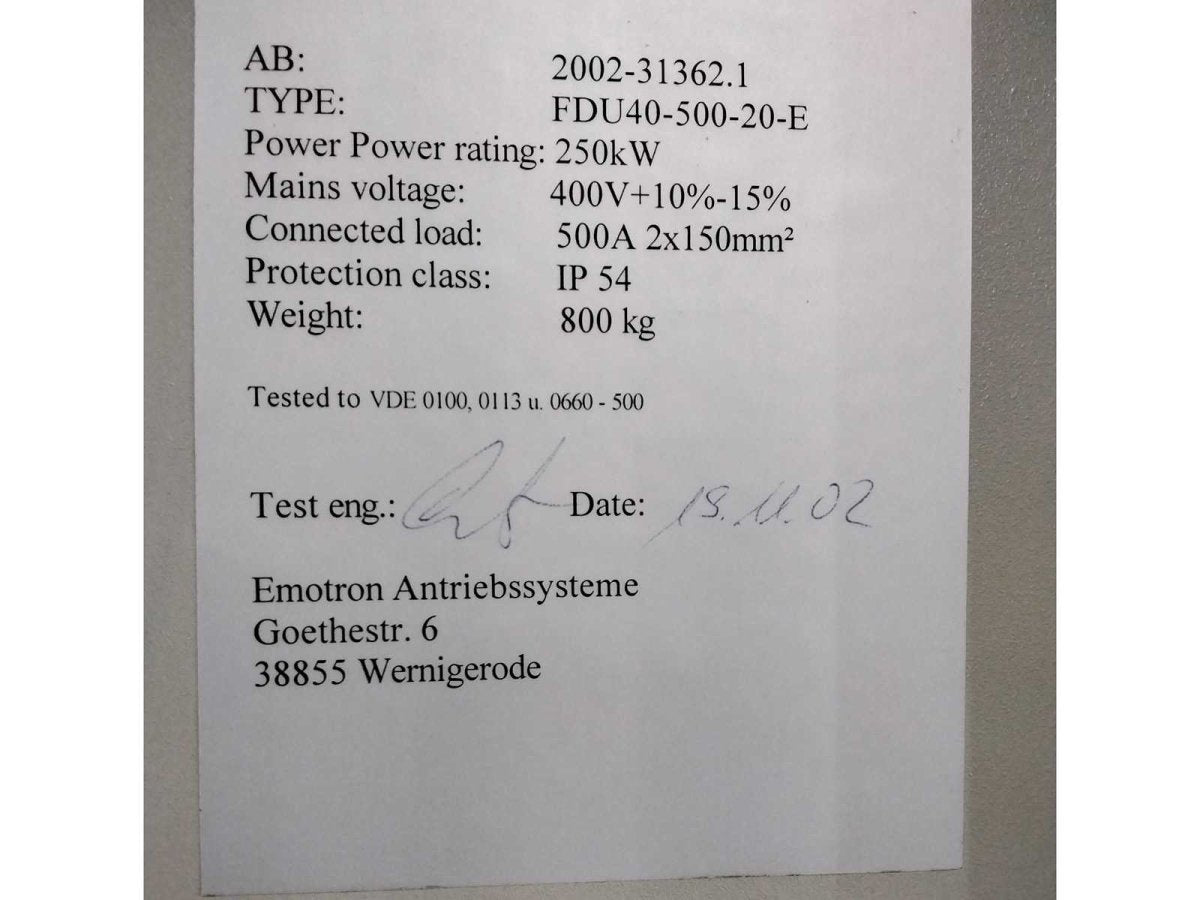 AB: 2002-31362.1
TYPE: FDU40-500-20-E
Power Power rating: 250kW
Mains voltage: 400V+10%-15%
Connected load: 500A 2x150mm²
Protection class: IP 54
Weight: 800 kg
Tested to VDE 0100, 0113 u. 0660 - 500
Test eng.: Date: 19.11.02
Emotron Antriebssysteme
Goethestr. 6
38855 Wernigerode